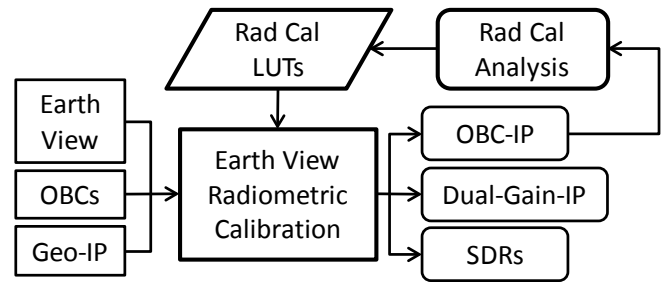 Rad Cal
LUTs
Rad Cal
Analysis
Earth
View
OBCs
Geo-IP
Earth View
Radiometric
Calibration
OBC-IP
Dual-Gain-IP
SDRs